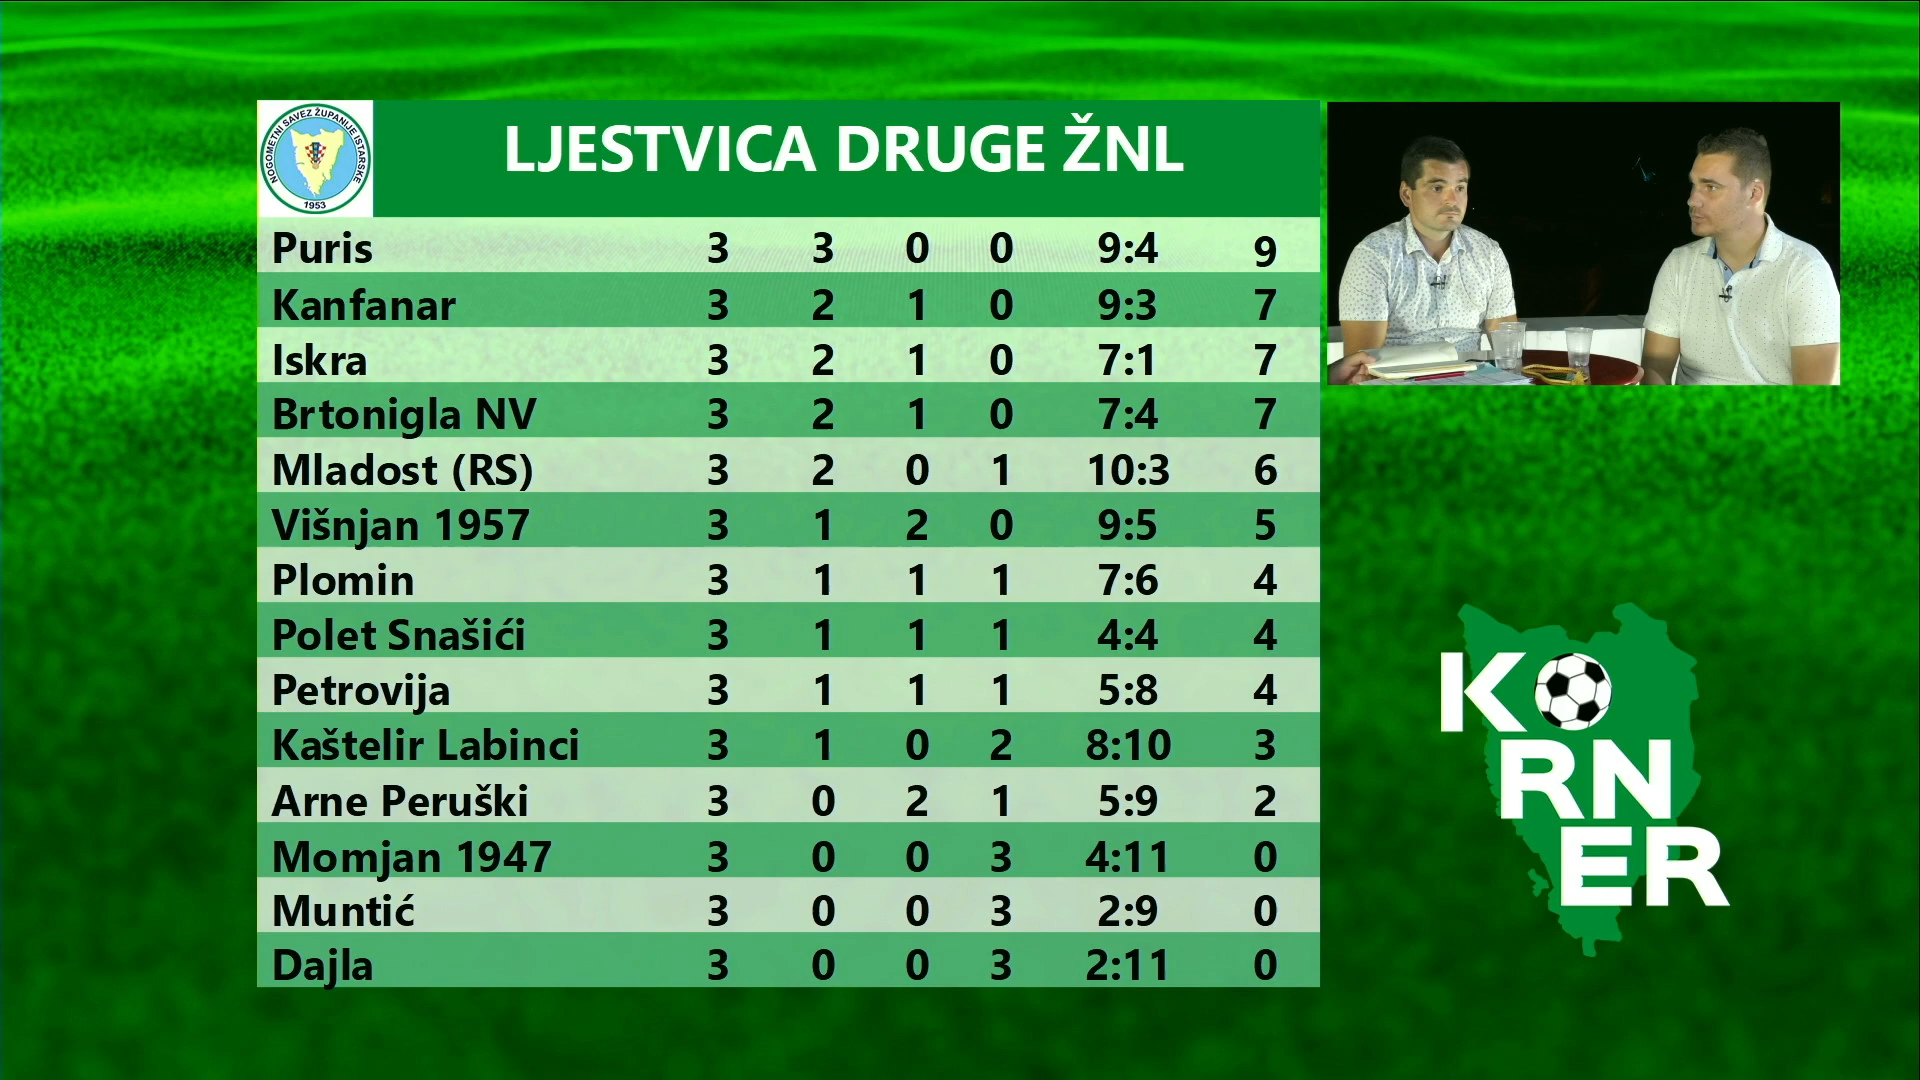 NOGOMETNI SAVEZ ŽUPANIJE ISTARSKE
1953
LJESTVICA DRUGE ŽNL
Puris 3 3 0 0 9:4 9
Kanfanar 3 2 1 0 9:3 7
Iskra 3 2 1 0 7:1 7
Brtonigla NV 3 2 1 0 7:4 7
Mladost (RS) 3 2 0 1 10:3 6
Višnjan 1957 3 1 2 0 9:5 5
Plomin 3 1 1 1 7:6 4
Polet Snašići 3 1 1 1 4:4 4
Petrovija 3 1 1 1 5:8 4
Kaštelir Labinci 3 1 0 2 8:10 3
Arne Peruški 3 0 2 1 5:9 2
Momjan 1947 3 0 0 3 4:11 0
Muntić 3 0 0 3 2:9 0
Dajla 3 0 0 3 2:11 0
KORNER